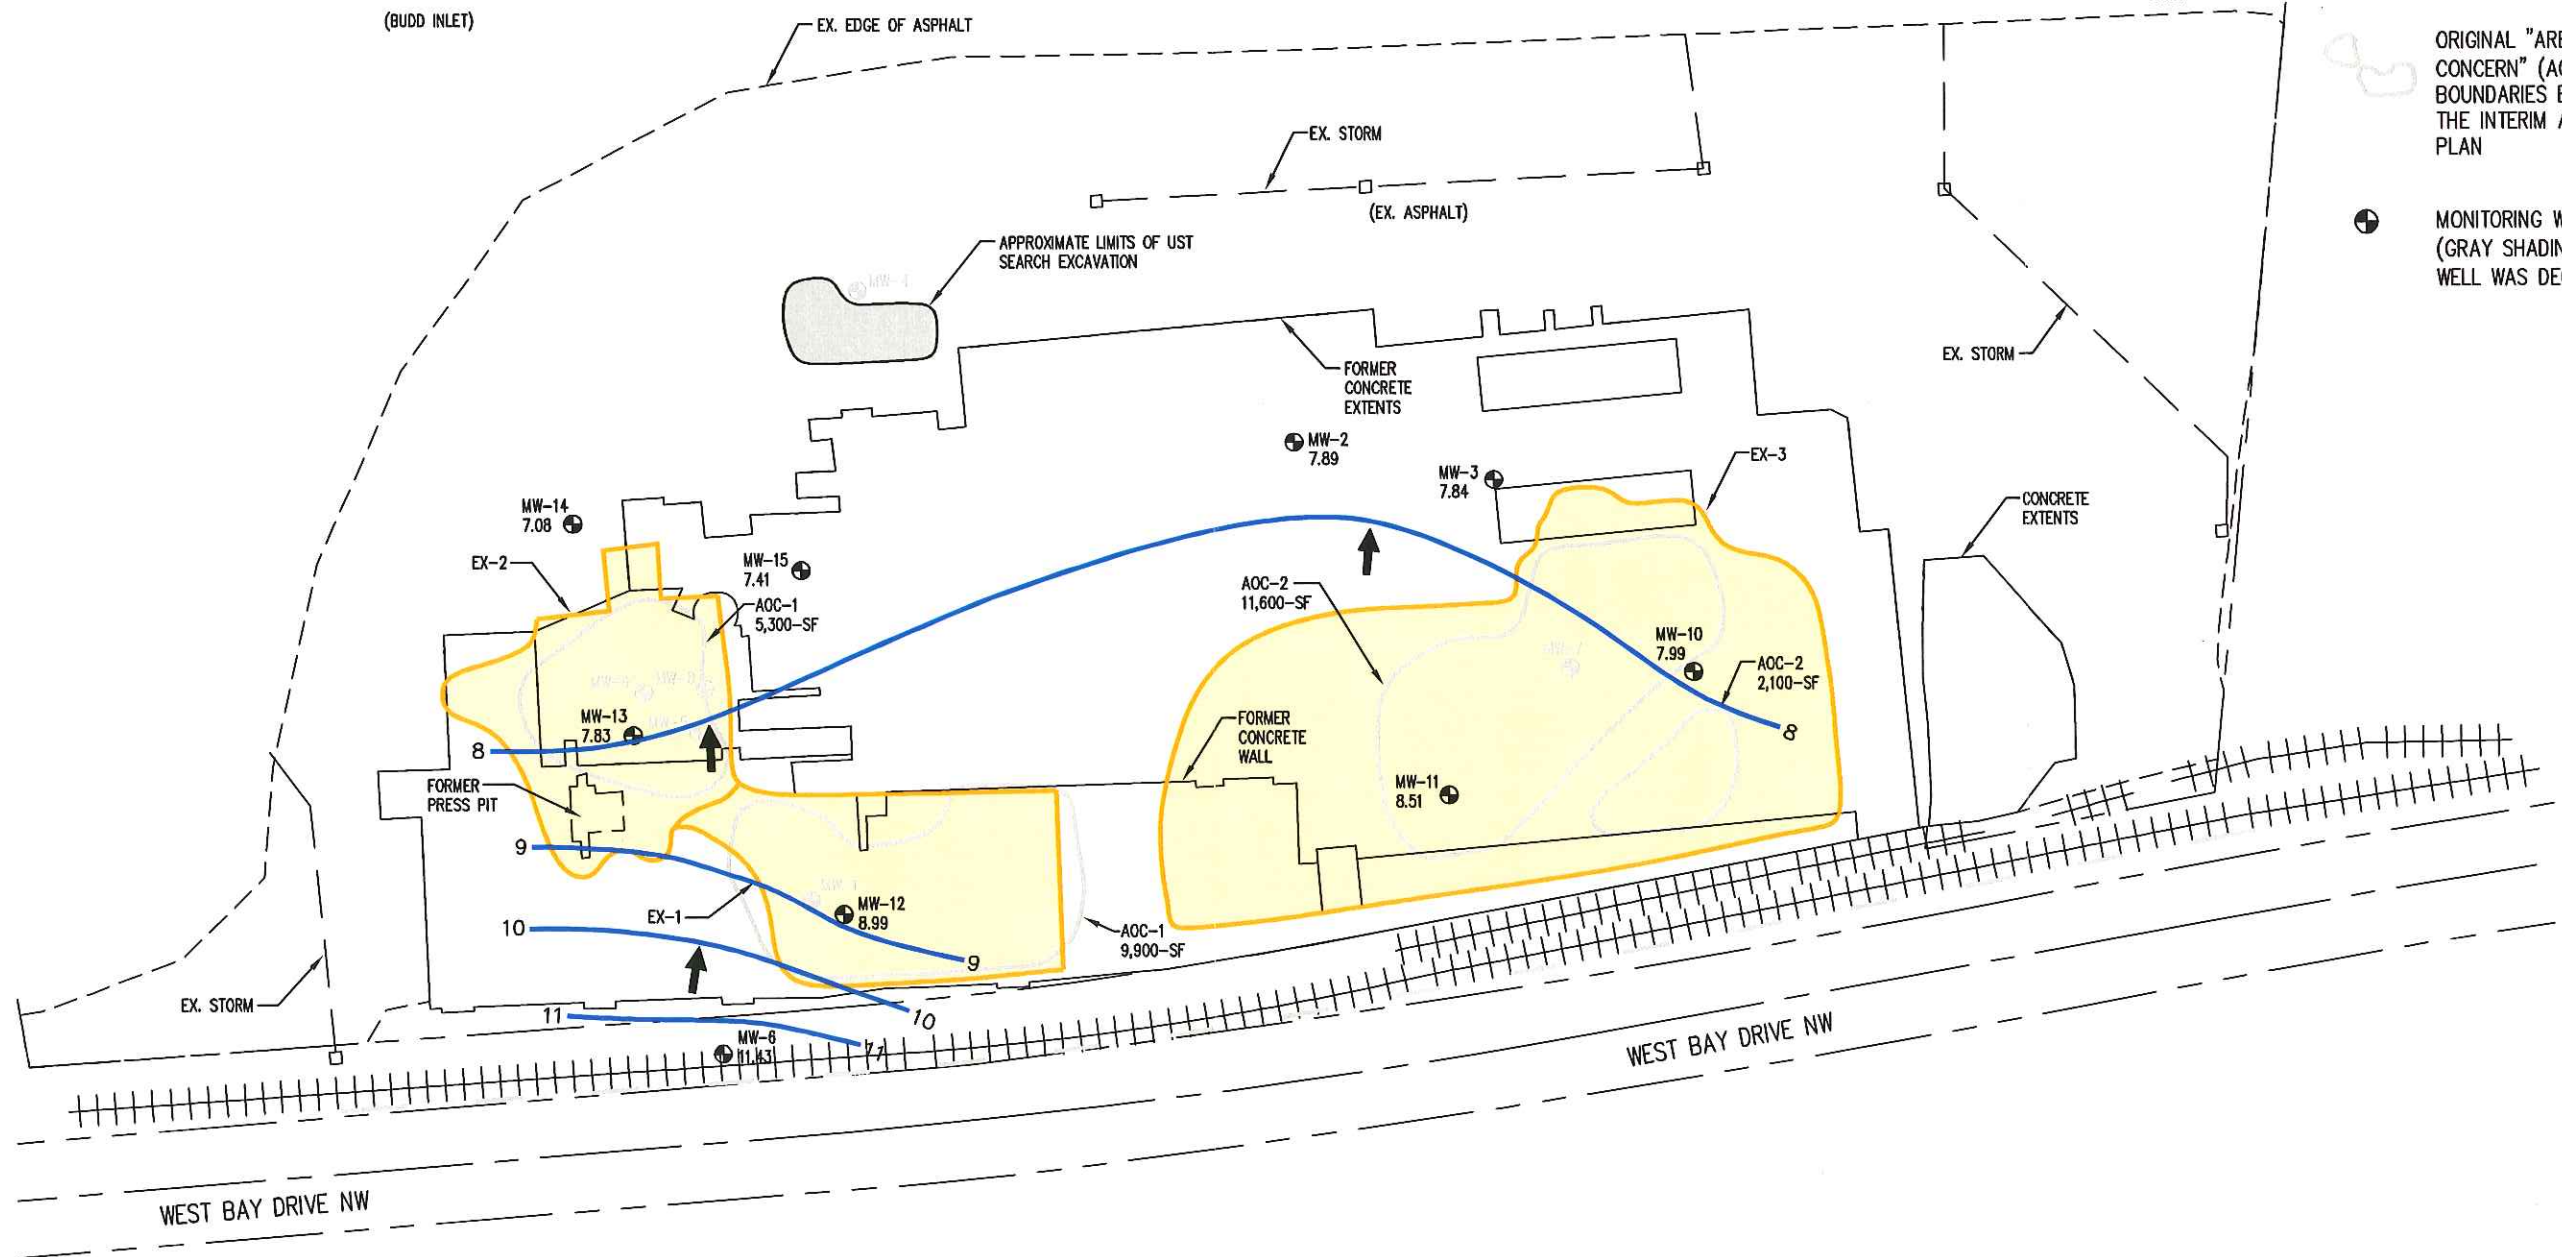 (BUDD INLET)
EX. EDGE OF ASPHALT
ORIGINAL "ARE
CONCERN" (AO
BOUNDARIES
THE INTERIM
PLAN
EX. STORM
(EX. ASPHALT)
MONITORING W
(GRAY SHADIN
WELL WAS DE
APPROXIMATE LIMITS OF UST
SEARCH EXCAVATION
FORMER
CONCRETE
EXTENTS
EX. STORM
MW-2
7.89
MW-3
7.84
EX-3
CONCRETE
EXTENTS
MW-14
7.08
EX-2
MW-15
7.41
AOC-1
5,300-SF
AOC-2
11,600-SF
MW-10
7.99
AOC-2
2,100-SF
MW-13
7.83
8
8
FORMER
CONCRETE
WALL
FORMER
PRESS PIT
MW-11
8.51
9
EX-1
MW-12
8.99
9
10
AOC-1
9,900-SF
EX. STORM
11
10
MW-6
11.43
11
WEST BAY DRIVE NW
WEST BAY DRIVE NW